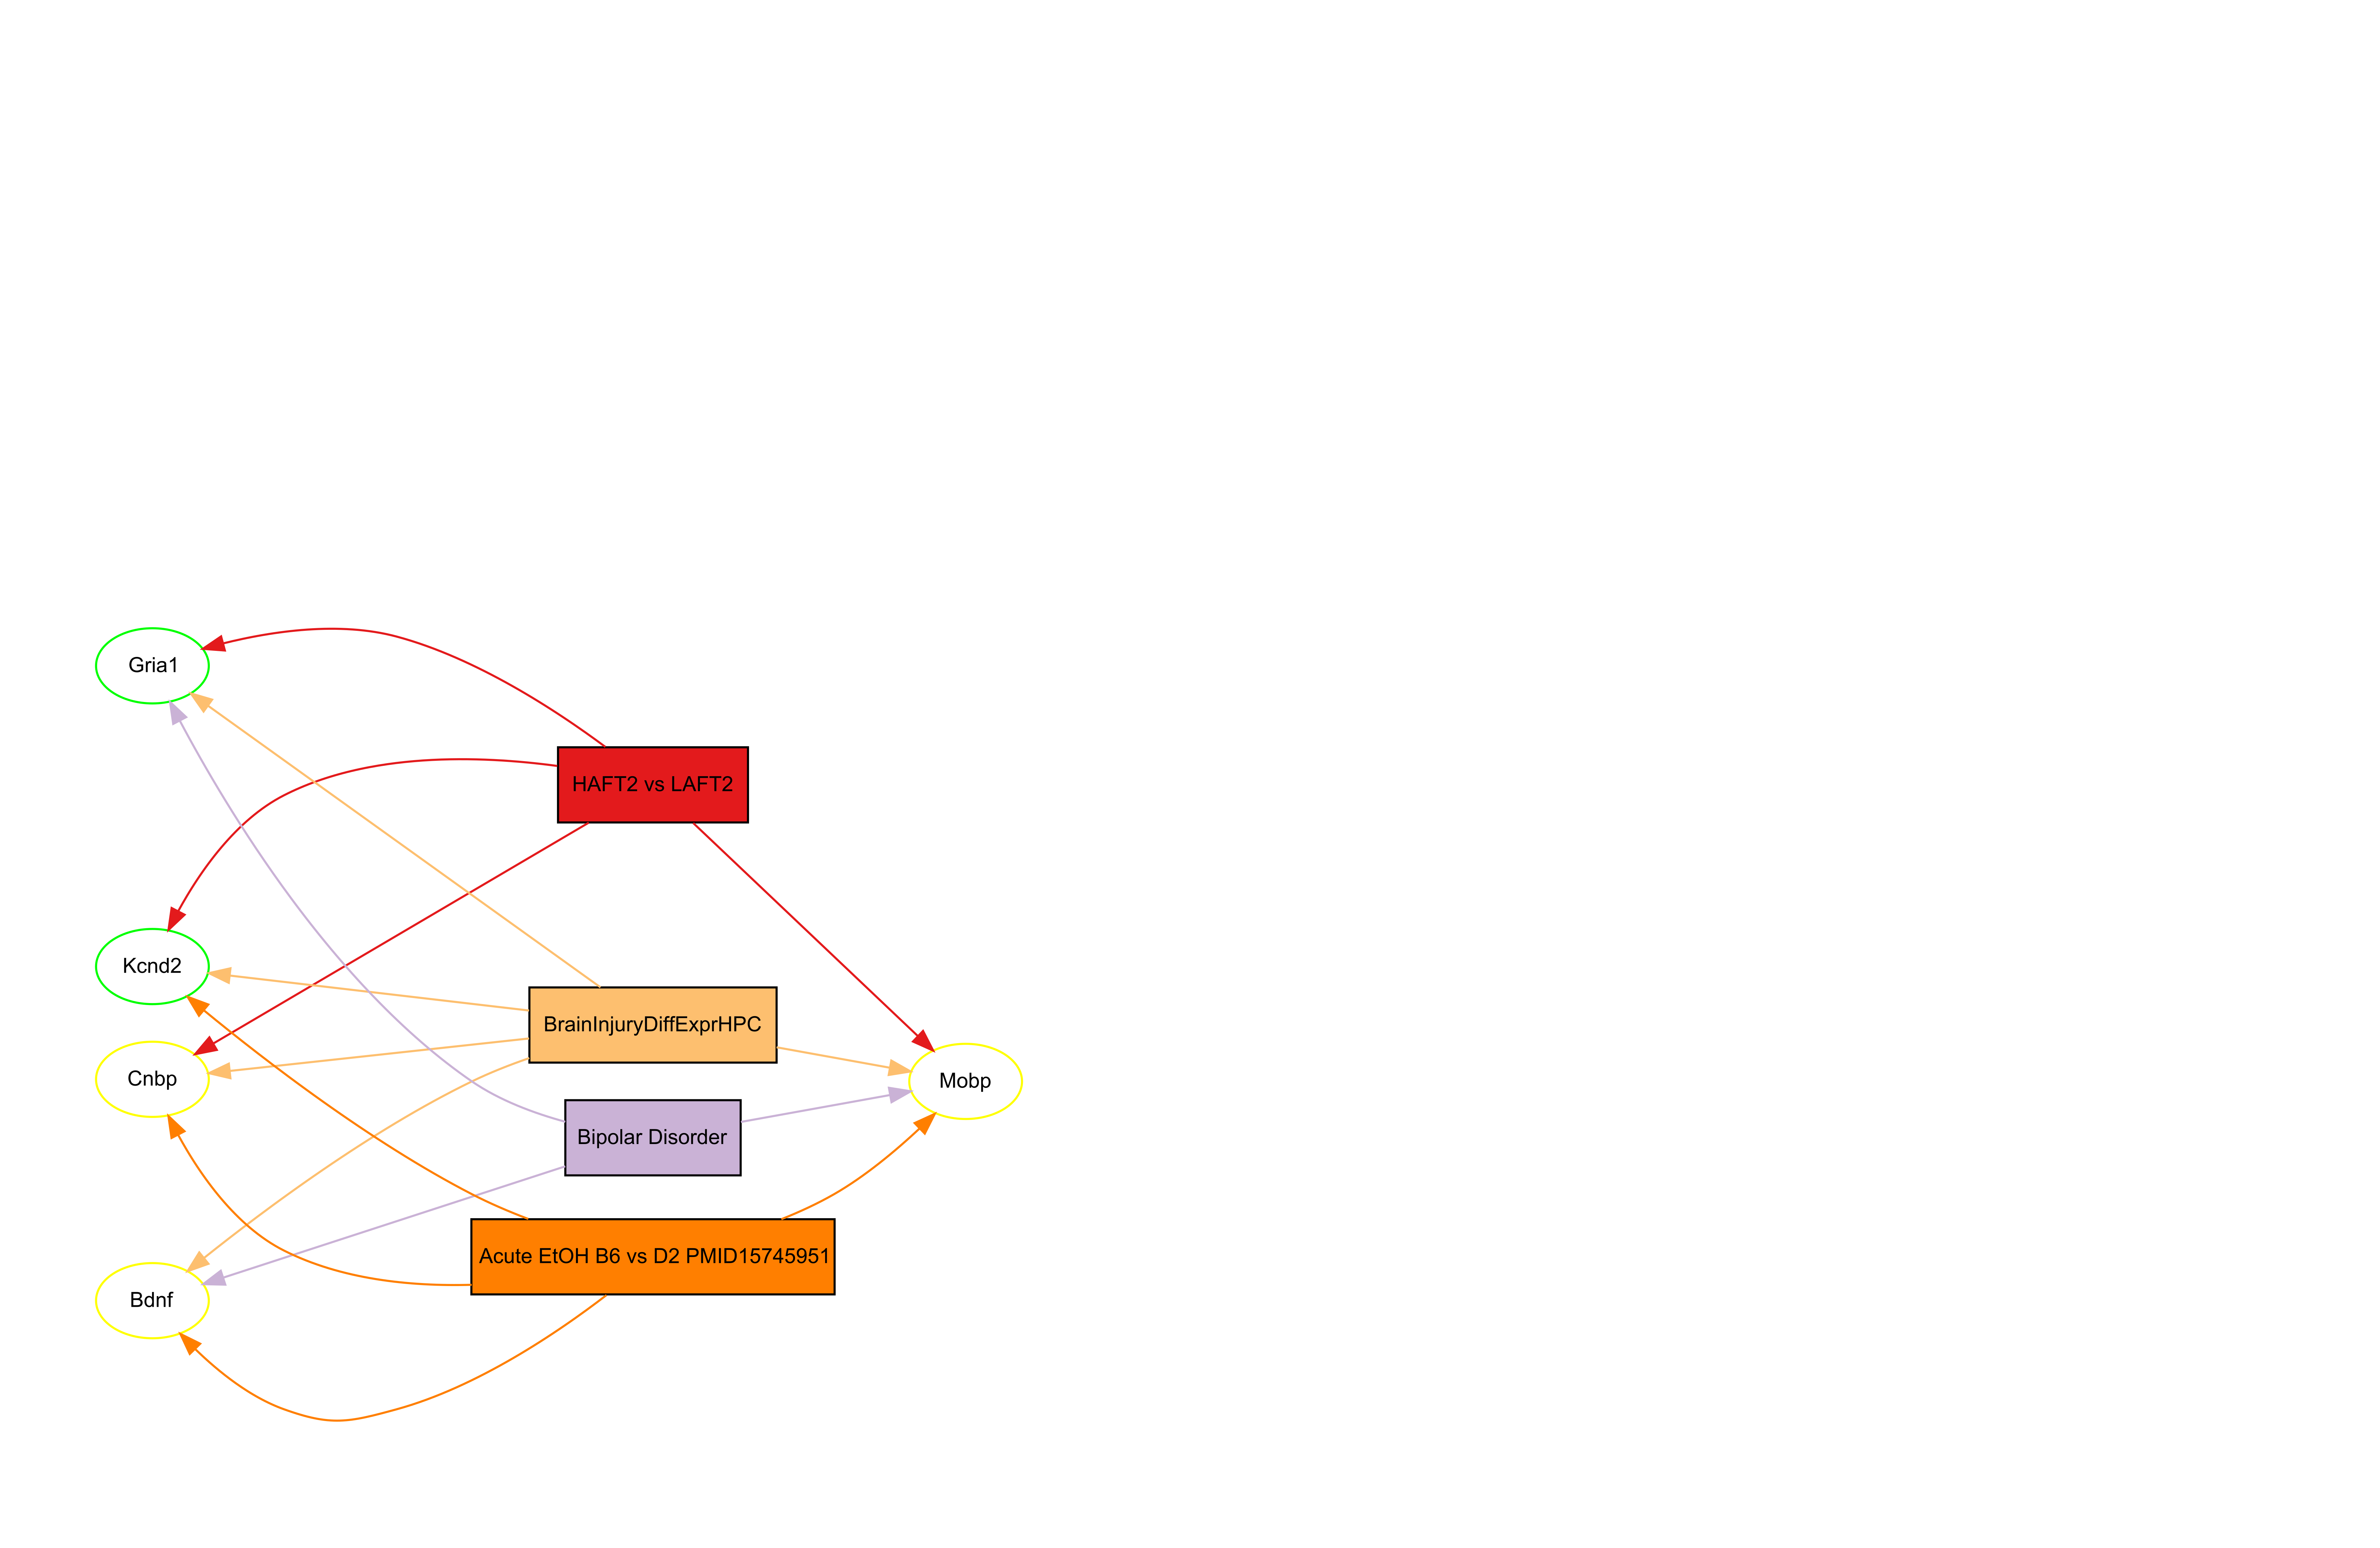 Gria1
HAFT2 vs LAFT2
Kcnd2
BrainInjuryDiffExprHPC
Cnbp
Mobp
Bipolar Disorder
Acute EtOH B6 vs D2 PMID15745951
Bdnf